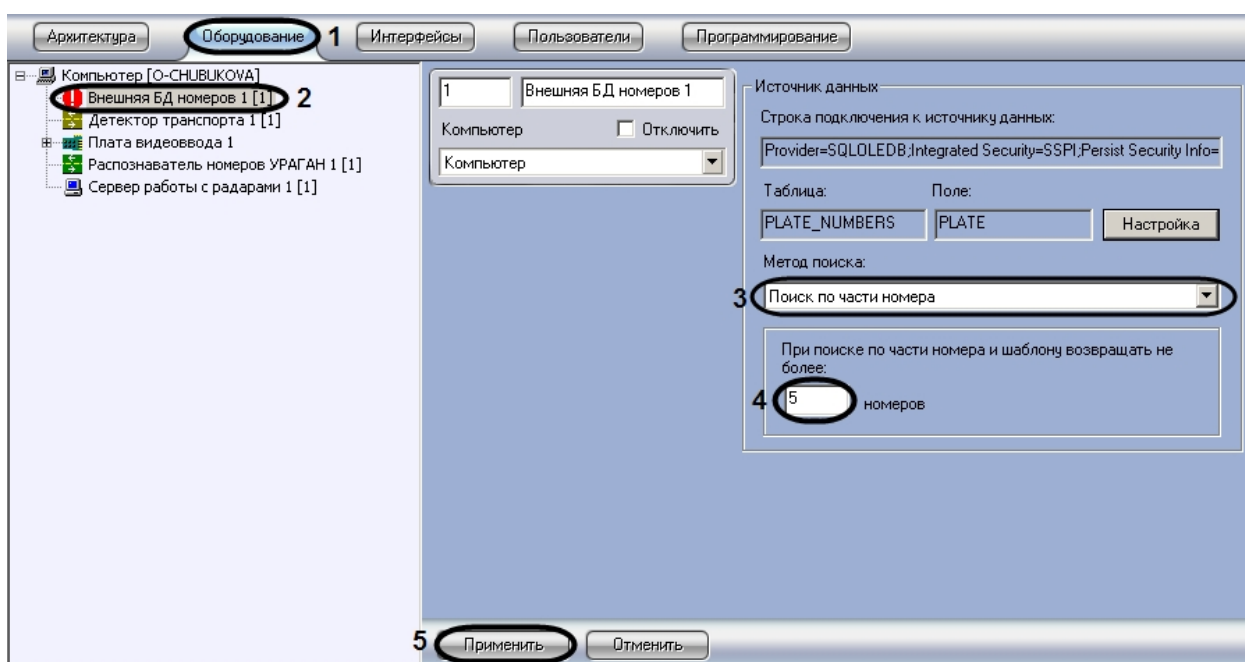 Архитектура Оборудование 1 Интерфейсы Пользователи Программирование
Компьютер [O-CHUBUKOVA]
Внешняя БД номеров 1 [1] 2
Детектор транспорта 1 [1]
Плата видеоввода 1
Распознаватель номеров УРАГАН 1 [1]
Сервер работы с радарами 1 [1]
1 Внешняя БД номеров 1
Компьютер Отключить
Компьютер
Источник данных
Строка подключения к источнику данных:
Provider=SQLOLEDB;Integrated Security=SSPI;Persist Security Info=
Таблица: Поле:
PLATE_NUMBERS PLATE Настройка
Метод поиска:
3 Поиск по части номера
При поиске по части номера и шаблону возвращать не
более:
4 5 номеров
5 Применить Отменить